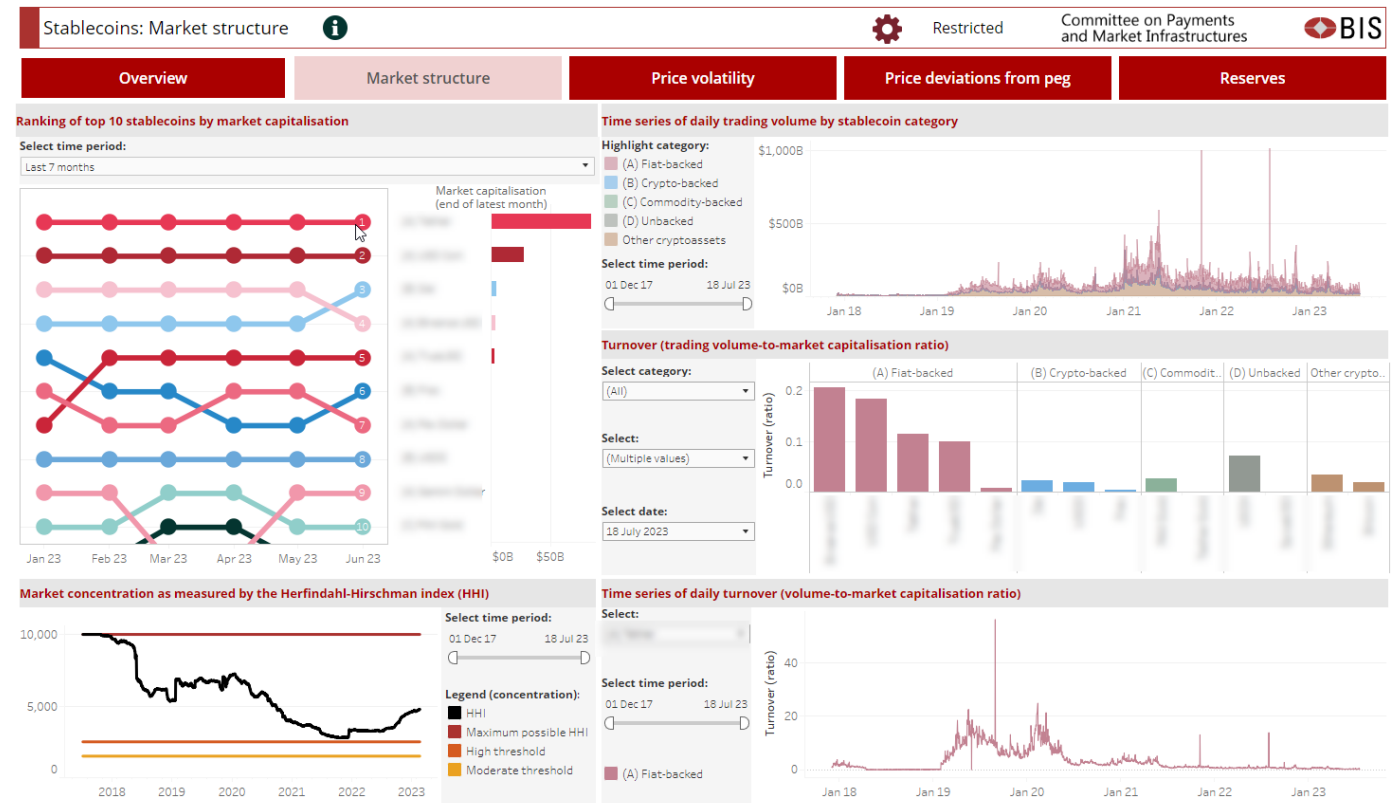 Stablecoins: Market structure
i
Restricted
Committee on Payments
and Market Infrastructures
BIS
Overview
Market structure
Price volatility
Price deviations from peg
Reserves
Ranking of top 10 stablecoins by market capitalisation
Select time period:
Last 7 months
Market capitalisation
(end of latest month)
1
2
3
4
5
6
7
8
9
10
Jan 23 Feb 23 Mar 23 Apr 23 May 23 Jun 23
$0B $50B
Time series of daily trading volume by stablecoin category
Highlight category:
(A) Fiat-backed
(B) Crypto-backed
(C) Commodity-backed
(D) Unbacked
Other cryptoassets
Select time period:
01 Dec 17 18 Jul 23
$1,000B
$500B
$0B
Jan 18 Jan 19 Jan 20 Jan 21 Jan 22 Jan 23
Turnover (trading volume-to-market capitalisation ratio)
Select category:
(All)
Select:
(Multiple values)
Select date:
18 July 2023
(A) Fiat-backed (B) Crypto-backed (C) Commodit.. (D) Unbacked Other crypto..
Turnover (ratio)
0.2
0.1
0.0
Market concentration as measured by the Herfindahl-Hirschman index (HHI)
10,000
5,000
0
2018 2019 2020 2021 2022 2023
Select time period:
01 Dec 17 18 Jul 23
Legend (concentration):
HHI
Maximum possible HHI
High threshold
Moderate threshold
Time series of daily turnover (volume-to-market capitalisation ratio)
Select:
Select time period:
01 Dec 17 18 Jul 23
(A) Fiat-backed
Turnover (ratio)
40
20
0
Jan 18 Jan 19 Jan 20 Jan 21 Jan 22 Jan 23